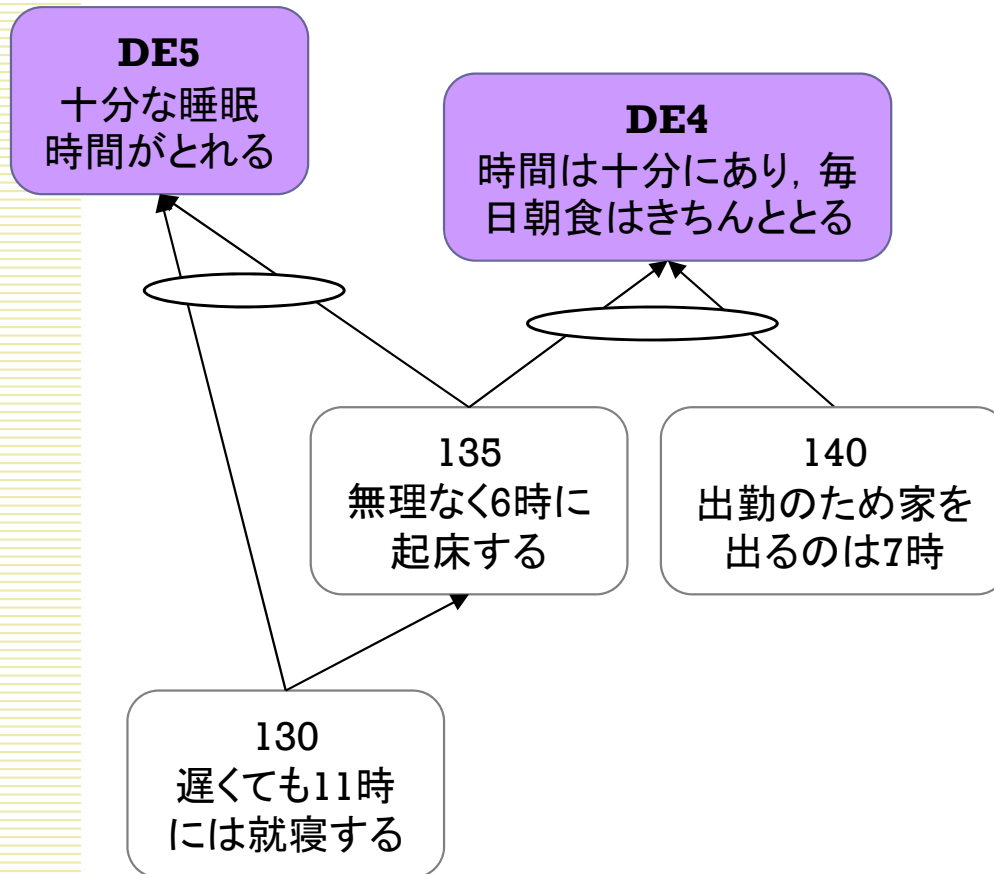 DE5
十分な睡眠
時間がとれる
DE4
時間は十分にあり, 毎
日朝食はきちんととる
135
無理なく6時に
起床する
140
出勤のため家を
出るのは7時
130
遅くても11時
には就寝する